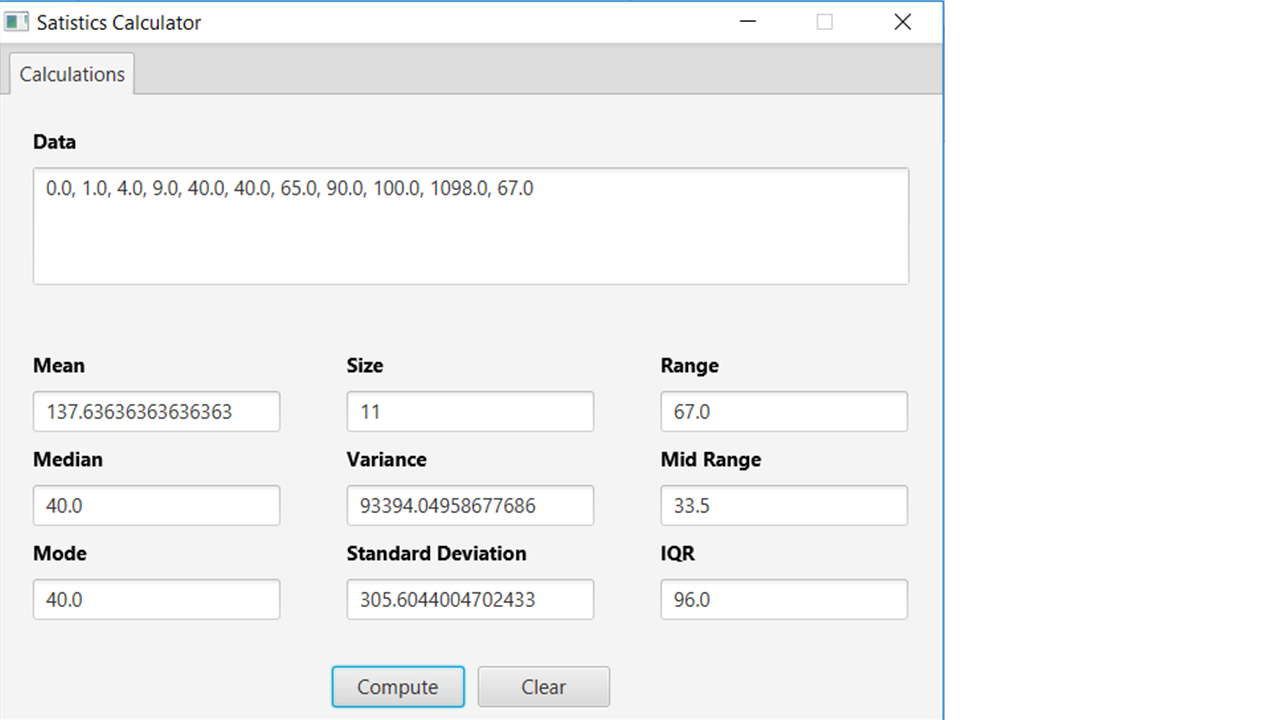 Satistics Calculator
Calculations
Data
0.0, 1.0, 4.0, 9.0, 40.0, 40.0, 65.0, 90.0, 100.0, 1098.0, 67.0
Mean Size Range
137.63636363636363 11 67.0
Median Variance Mid Range
40.0 93394.04958677686 33.5
Mode Standard Deviation IQR
40.0 305.6044004702433 96.0
Compute Clear